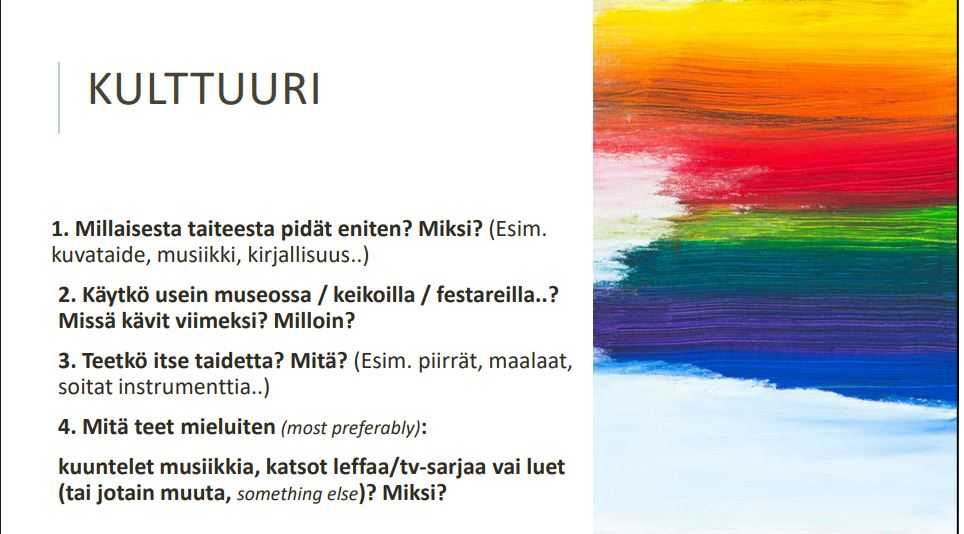 KULTTUURI
1. Millaisesta taiteesta pidät eniten? Miksi? (Esim.
kuvataide, musiikki, kirjallisuus..)
2. Käytkö usein museossa / keikoilla / festareilla..?
Missä kävit viimeksi? Milloin?
3. Teetkö itse taidetta? Mitä? (Esim. piirrät, maalaat,
soitat instrumenttia..)
4. Mitä teet mieluiten (most preferably):
kuuntelet musiikkia, katsot leffaa/tv-sarjaa vai luet
(tai jotain muuta, something else)? Miksi?